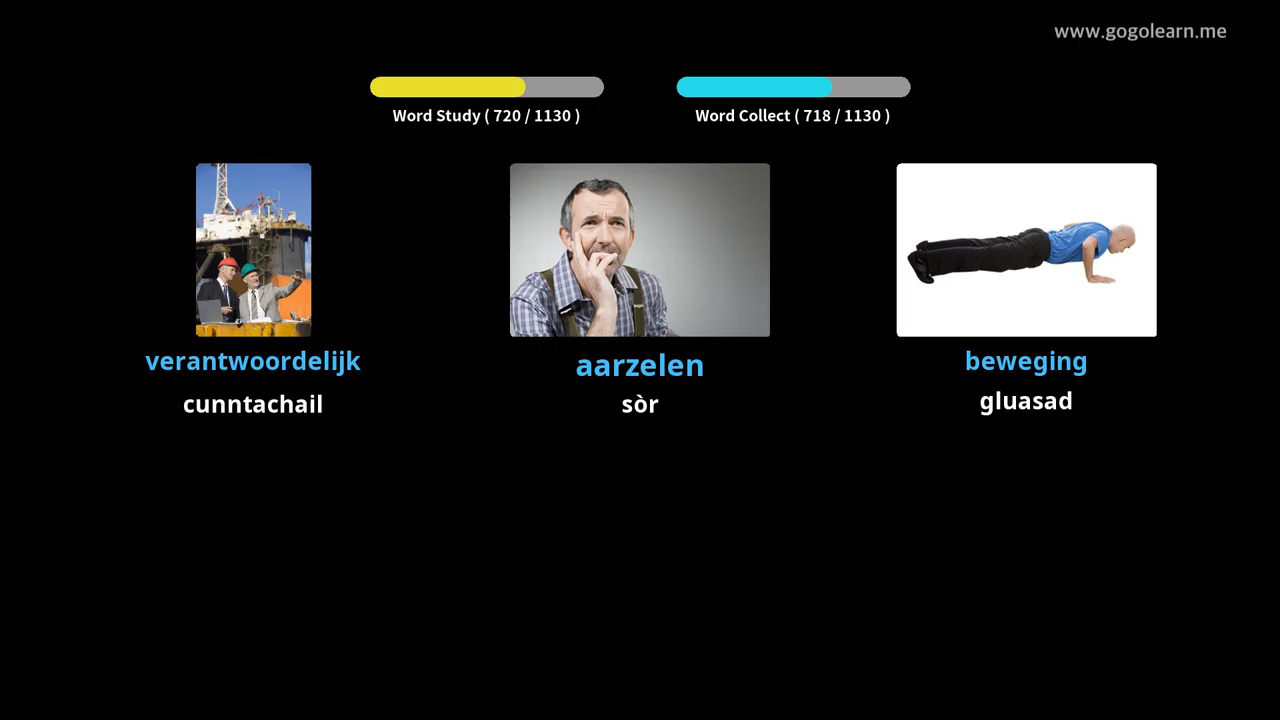 www.gogolearn.me
Word Study ( 720 / 1130 )
Word Collect ( 718 / 1130 )
verantwoordelijk
cunntachail
aarzelen
sòr
beweging
gluasad